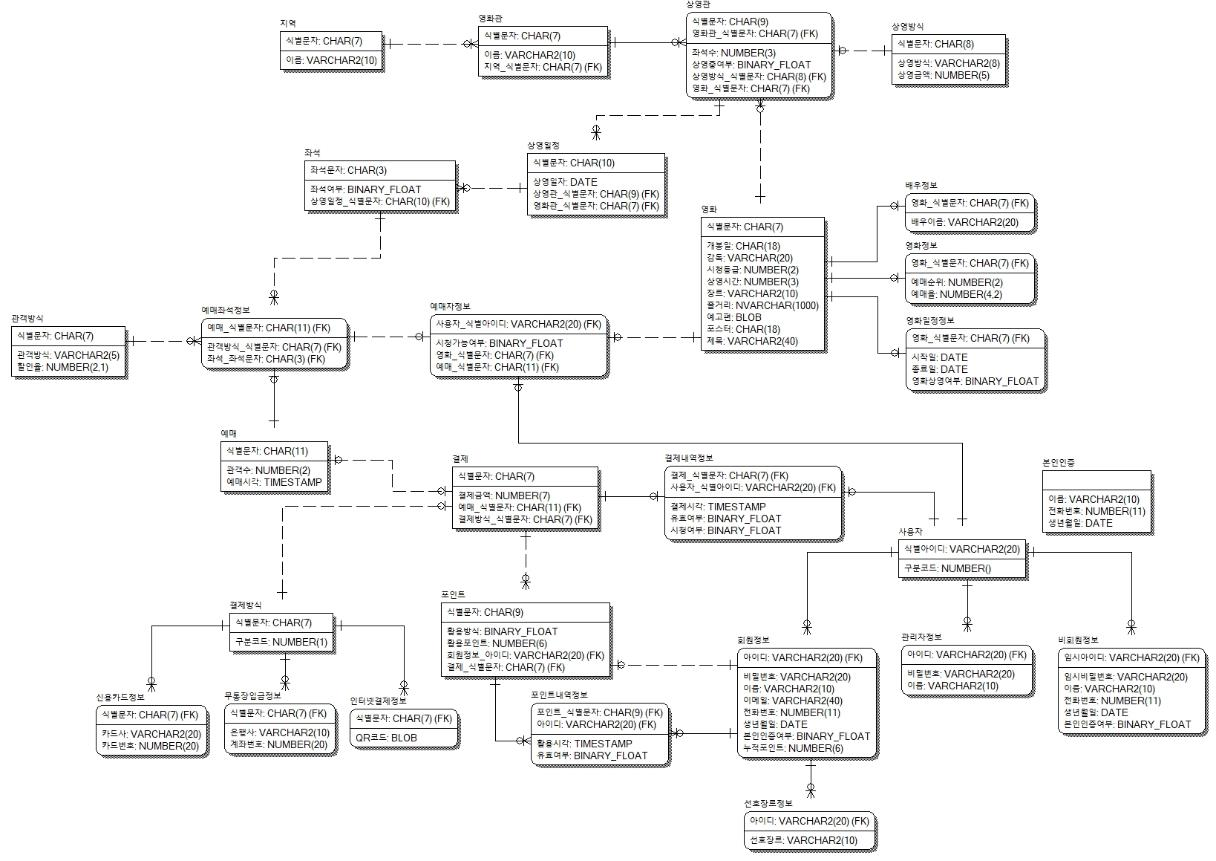 지역
식별문자: CHAR(7)
이름: VARCHAR2(10)
영화관
식별문자: CHAR(7)
이름: VARCHAR2(10)
지역_식별문자: CHAR(7) (FK)
상영관
식별문자: CHAR(9)
영화관_식별문자: CHAR(7) (FK)
좌석수: NUMBER(3)
상영중여부: BINARY_FLOAT
상영방식_식별문자: CHAR(8) (FK)
영화_식별문자: CHAR(7) (FK)
상영방식
식별문자: CHAR(8)
상영방식: VARCHAR2(8)
상영금액: NUMBER(5)
좌석
좌석문자: CHAR(3)
좌석여부: BINARY_FLOAT
상영일정_식별문자: CHAR(10) (FK)
상영일정
식별문자: CHAR(10)
상영일자: DATE
상영관_식별문자: CHAR(9) (FK)
영화관_식별문자: CHAR(7) (FK)
영화
식별문자: CHAR(7)
개봉일: CHAR(18)
감독: VARCHAR(20)
시청등급: NUMBER(2)
상영시간: NUMBER(3)
장르: VARCHAR2(10)
줄거리: NVARCHAR(1000)
예고편: BLOB
포스터: CHAR(18)
제목: VARCHAR2(40)
배우정보
영화_식별문자: CHAR(7) (FK)
배우이름: VARCHAR2(20)
영화정보
영화_식별문자: CHAR(7) (FK)
예매순위: NUMBER(2)
예매율: NUMBER(4,2)
영화일정정보
영화_식별문자: CHAR(7) (FK)
시작일: DATE
종료일: DATE
영화상영여부: BINARY_FLOAT
관객방식
식별문자: CHAR(7)
관객방식: VARCHAR2(5)
할인율: NUMBER(2,1)
예매좌석정보
예매_식별문자: CHAR(11) (FK)
관객방식_식별문자: CHAR(7) (FK)
좌석_좌석문자: CHAR(3) (FK)
예매자정보
사용자_식별아이디: VARCHAR2(20) (FK)
시청가능여부: BINARY_FLOAT
영화_식별문자: CHAR(7) (FK)
예매_식별문자: CHAR(11) (FK)
예매
식별문자: CHAR(11)
관객수: NUMBER(2)
예매시각: TIMESTAMP
결제
식별문자: CHAR(7)
결제금액: NUMBER(7)
예매_식별문자: CHAR(11) (FK)
결제방식_식별문자: CHAR(7) (FK)
결제내역정보
결제_식별문자: CHAR(7) (FK)
사용자_식별아이디: VARCHAR2(20) (FK)
결제시각: TIMESTAMP
유효여부: BINARY_FLOAT
시청여부: BINARY_FLOAT
본인인증
이름: VARCHAR2(10)
전화번호: NUMBER(11)
생년월일: DATE
사용자
식별아이디: VARCHAR2(20)
구분코드: NUMBER()
결제방식
식별문자: CHAR(7)
구분코드: NUMBER(1)
포인트
식별문자: CHAR(9)
활용방식: BINARY_FLOAT
활용포인트: NUMBER(6)
회원정보_아이디: VARCHAR2(20) (FK)
결제_식별문자: CHAR(7) (FK)
회원정보
아이디: VARCHAR2(20) (FK)
비밀번호: VARCHAR2(20)
이름: VARCHAR2(10)
이메일: VARCHAR2(40)
전화번호: NUMBER(11)
생년월일: DATE
본인인증여부: BINARY_FLOAT
누적포인트: NUMBER(6)
관리자정보
아이디: VARCHAR2(20) (FK)
비밀번호: VARCHAR2(20)
이름: VARCHAR2(10)
비회원정보
임시아이디: VARCHAR2(20) (FK)
임시비밀번호: VARCHAR2(20)
이름: VARCHAR2(10)
전화번호: NUMBER(11)
생년월일: DATE
본인인증여부: BINARY_FLOAT
신용카드정보
식별문자: CHAR(7) (FK)
카드사: VARCHAR2(20)
카드번호: NUMBER(20)
무통장입금정보
식별문자: CHAR(7) (FK)
은행사: VARCHAR2(10)
계좌번호: NUMBER(20)
인터넷결제정보
식별문자: CHAR(7) (FK)
QR코드: BLOB
포인트내역정보
포인트_식별문자: CHAR(9) (FK)
아이디: VARCHAR2(20) (FK)
활용시각: TIMESTAMP
유효여부: BINARY_FLOAT
선호장르정보
아이디: VARCHAR2(20) (FK)
선호장르: VARCHAR2(10)